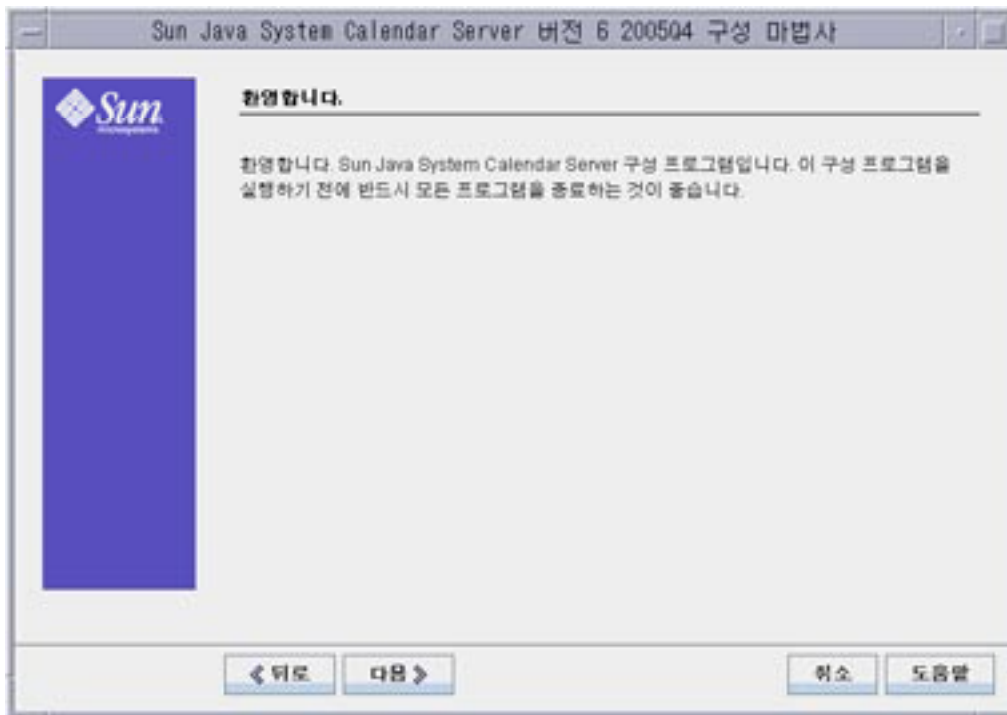 Sun Java System Calendar Server 버전 6 2005Q4 구성 마법사
Sun
microsystems
환영합니다.
환영합니다. Sun Java System Calendar Server 구성 프로그램입니다. 이 구성 프로그램을
실행하기 전에 반드시 모든 프로그램을 종료하는 것이 좋습니다.
뒤로
다음
취소
도움말